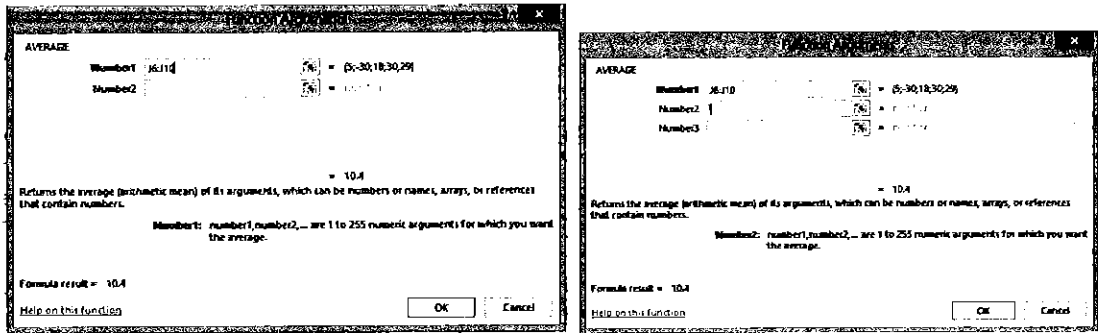 Function Arguments
AVERAGE
Number1 J6:J10 = {5;-30;18;30;29}
Number2 =
= 10.4
Returns the average (arithmetic mean) of its arguments, which can be numbers or names, arrays, or references
that contain numbers.
Number1: number1,number2,... are 1 to 255 numeric arguments for which you want
the average.
Formula result = 10.4
Help on this function
OK Cancel
Function Arguments
AVERAGE
Number1 J6:J10 = {5;-30;18;30;29}
Number2 =
Number3 =
= 10.4
Returns the average (arithmetic mean) of its arguments, which can be numbers or names, arrays, or references
that contain numbers.
Number2: number1,number2,... are 1 to 255 numeric arguments for which you want
the average.
Formula result = 10.4
Help on this function
OK Cancel